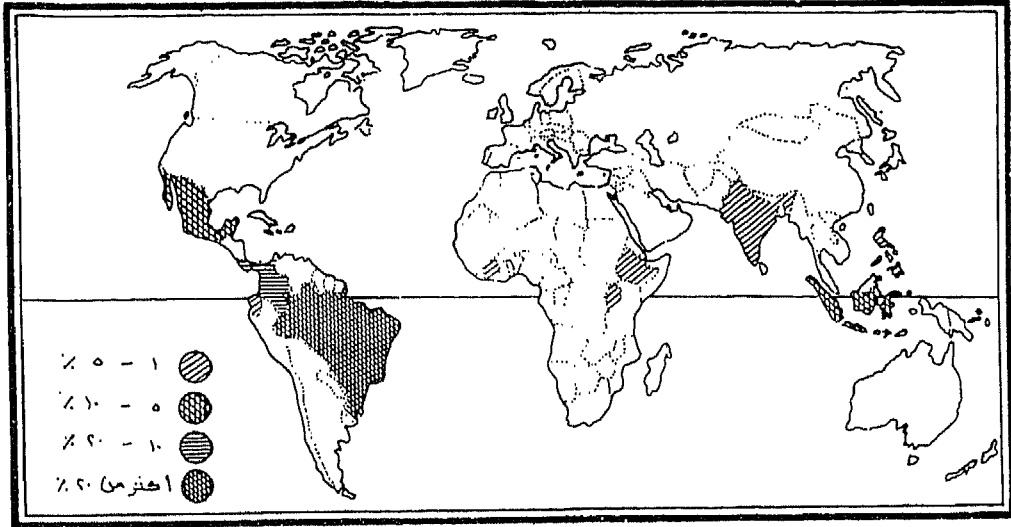 ١ - ٥ ٪
٥ - ١٠ ٪
١٠ - ٢٠ ٪
أكثر من ٢٠ ٪